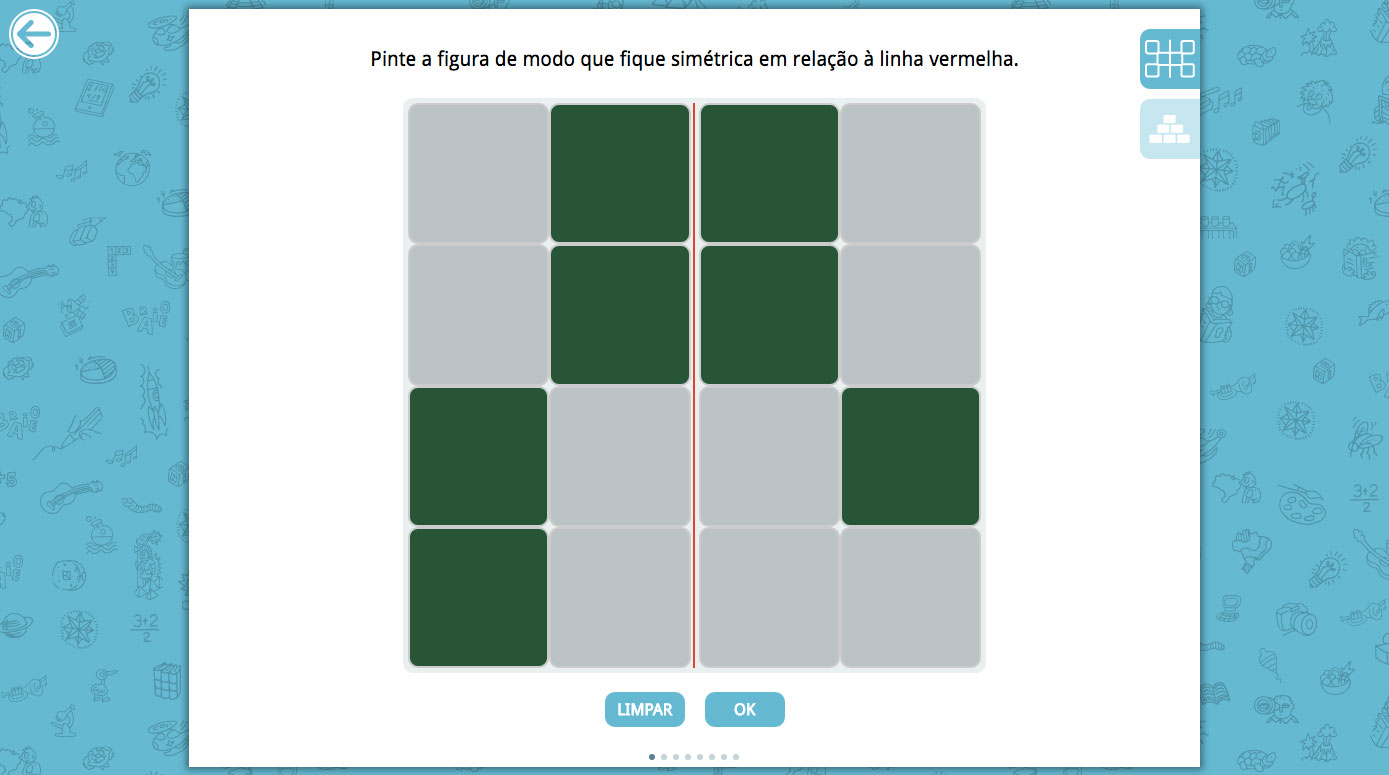 Pinte a figura de modo que fique simétrica em relação à linha vermelha.
LIMPAR
OK